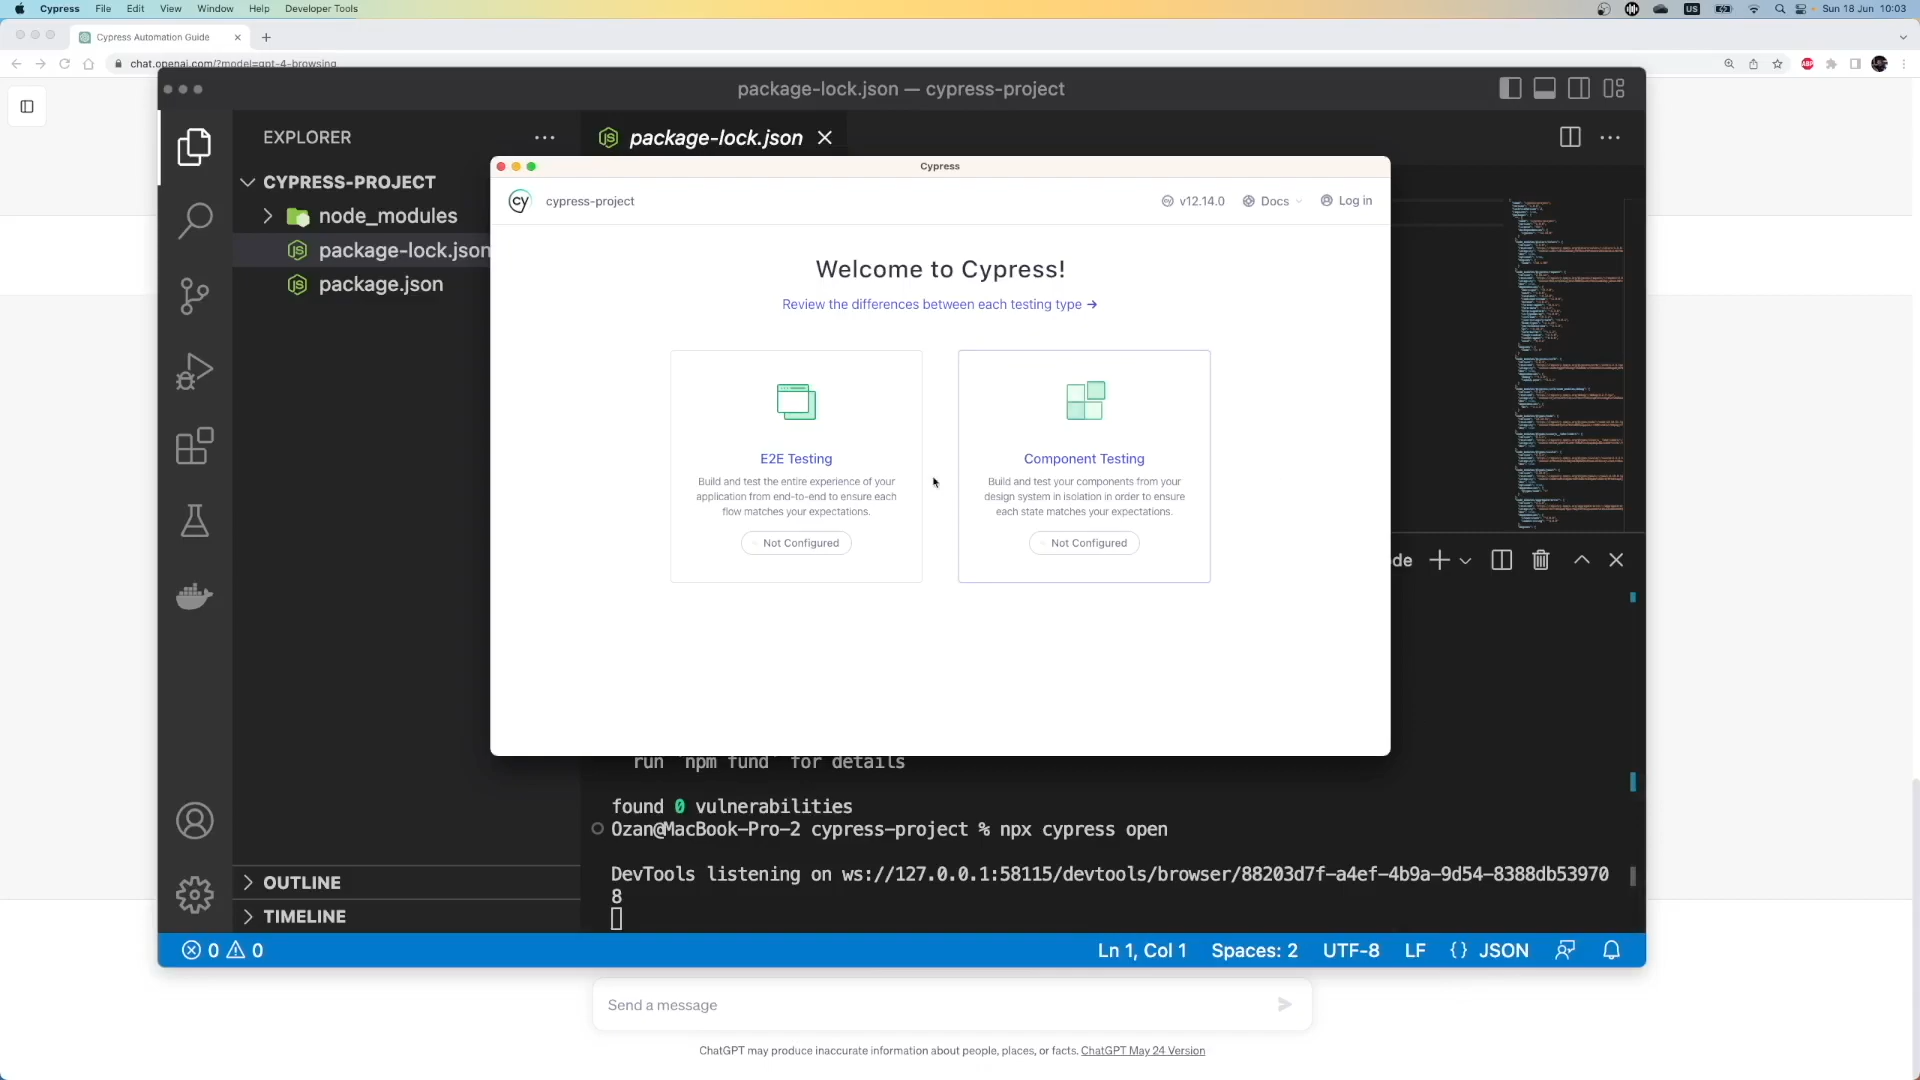 Cypress File Edit View Window Help Developer Tools
US
Sun 18 Jun 10:03
Cypress Automation Guide
chat.openai.com/?model=gpt-4-browsing
ABP
package-lock.json — cypress-project
EXPLORER
package-lock.json
CYPRESS-PROJECT
node_modules
package-lock.json
package.json
Cypress
cy cypress-project
v12.14.0 Docs Log in
Welcome to Cypress!
Review the differences between each testing type →
E2E Testing
Build and test the entire experience of your
application from end-to-end to ensure each
flow matches your expectations.
Not Configured
Component Testing
Build and test your components from your
design system in isolation in order to ensure
each state matches your expectations.
Not Configured
de
run `npm fund` for details
found 0 vulnerabilities
Ozan@MacBook-Pro-2 cypress-project % npx cypress open
DevTools listening on ws://127.0.0.1:58115/devtools/browser/88203d7f-a4ef-4b9a-9d54-8388db53970
8
OUTLINE
TIMELINE
0 0
Ln 1, Col 1 Spaces: 2 UTF-8 LF {} JSON
Send a message
ChatGPT may produce inaccurate information about people, places, or facts. ChatGPT May 24 Version